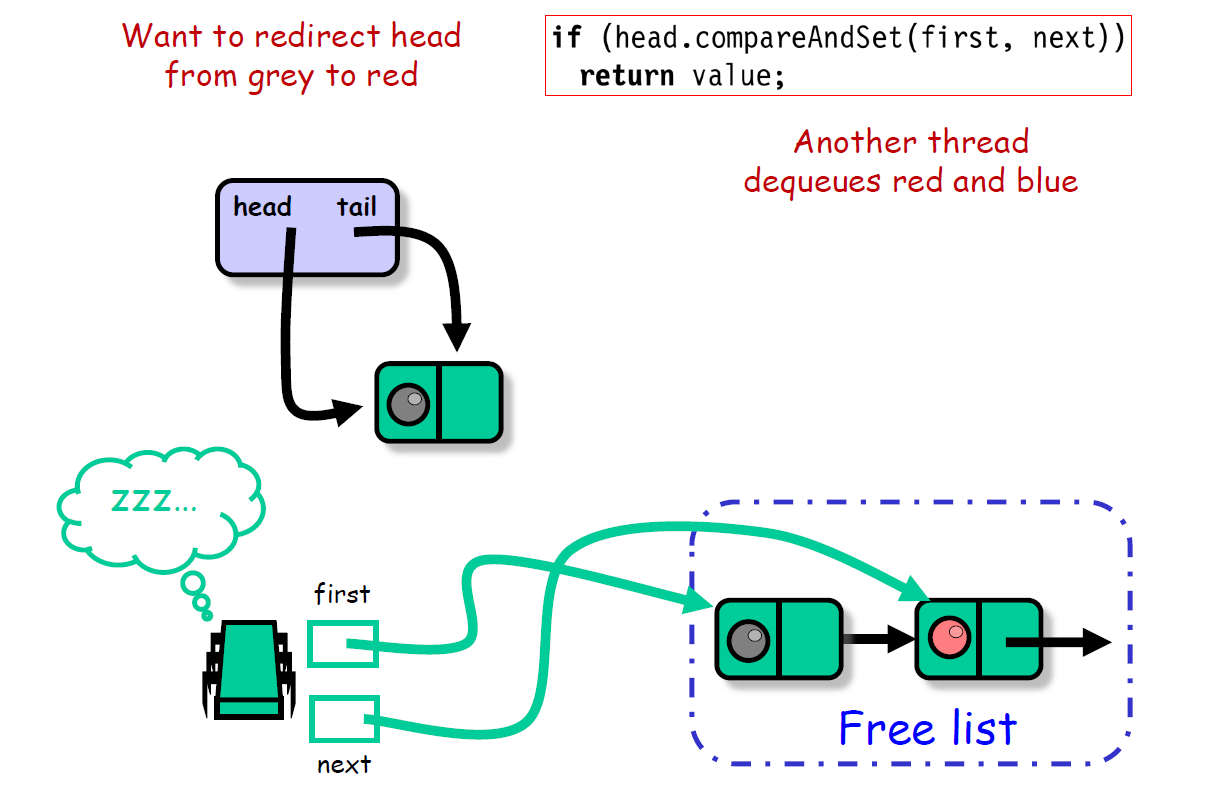 Want to redirect head
from grey to red
if (head.compareAndSet(first, next))
return value;
Another thread
dequeues red and blue
head tail
zzz...
first
next
Free list